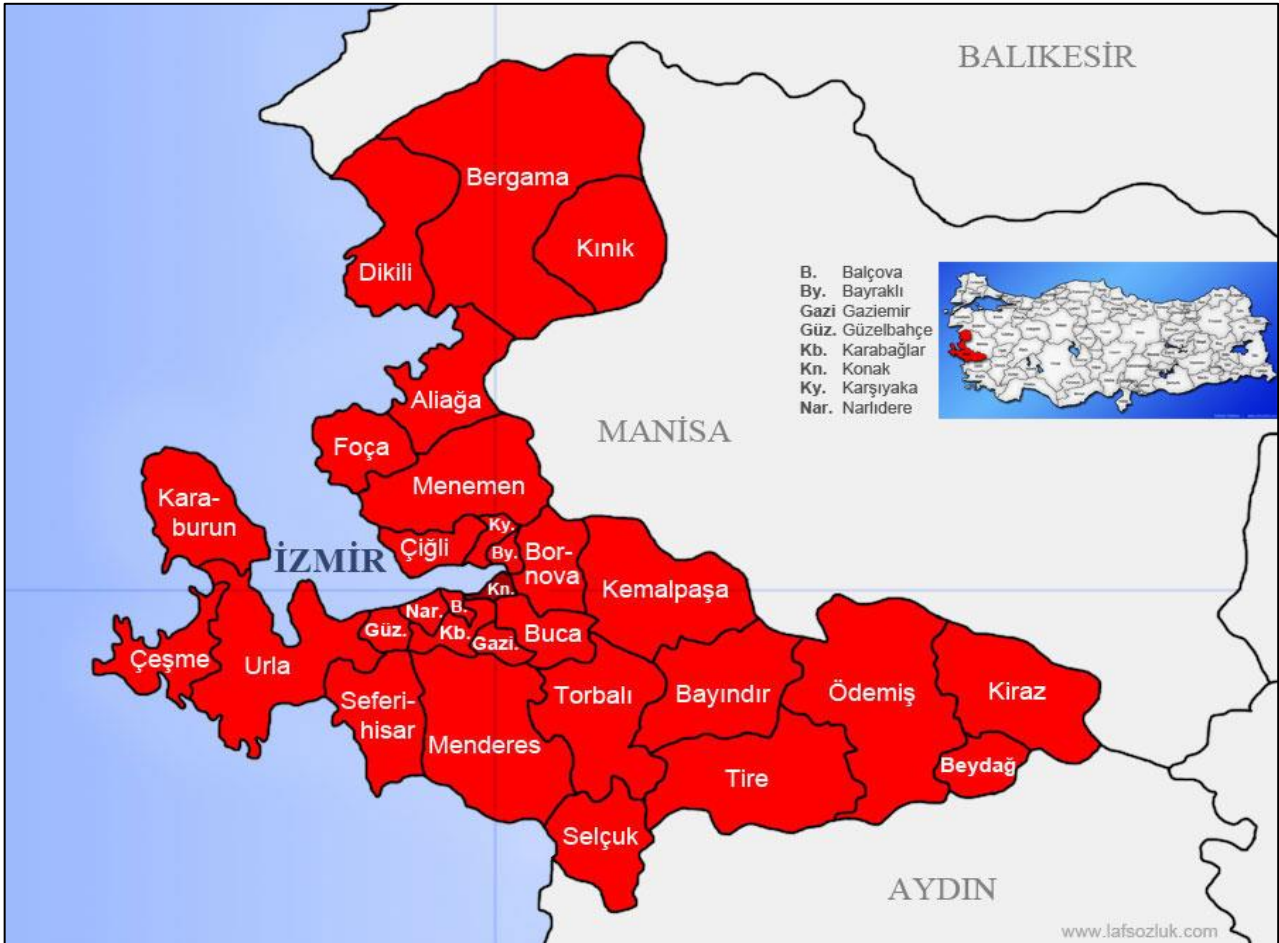 BALIKESİR
Bergama
Kınık
Dikili
B. Balçova
By. Bayraklı
Gazi Gaziemir
Güz. Güzelbahçe
Kb. Karabağlar
Kn. Konak
Ky. Karşıyaka
Nar. Narlıdere
Aliağa
MANİSA
Foça
Menemen
Kara-
burun
Ky.
Çiğli
By.
Bor-
nova
İZMİR
Kn.
Kemalpaşa
Nar.
B.
Güz.
Kb.
Gazi.
Buca
Çeşme
Urla
Seferi-
hisar
Menderes
Torbalı
Bayındır
Ödemiş
Kiraz
Beydağ
Tire
Selçuk
AYDIN
www.lafsozluk.com